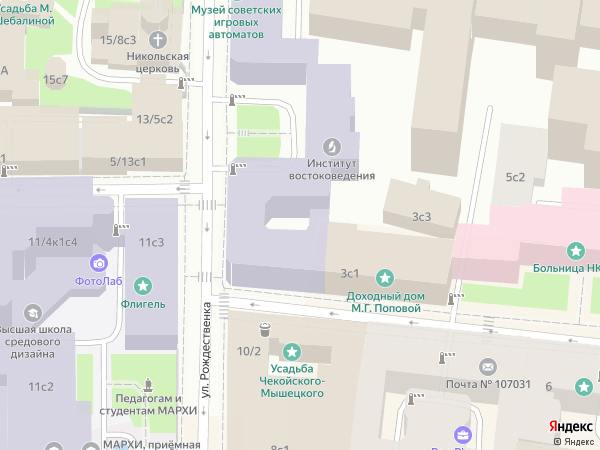 Музей советских
игровых
автоматов
Усадьба М.
Шебалиной
15/8с3
Никольская
церковь
15с7
13/5с2
5/13с1
Институт
востоковедения
5с2
3с3
11/4к1с4
11с3
ФотоЛаб
Флигель
3с1
Доходный дом
М.Г. Поповой
Больница НК
ул. Рождественка
Высшая школа
средового
дизайна
10/2
Усадьба
Чекойского-
Мышецкого
Почта № 107031
6
11с2
Педагогам и
студентам МАРХИ
МАРХИ, приёмная
8с1
Яндекс
Яндекс